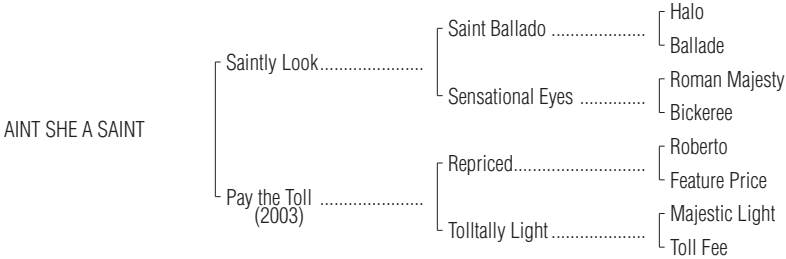 Halo
Saint Ballado ....................
Ballade
Saintly Look......................
Roman Majesty
Sensational Eyes ..............
Bickeree
AINT SHE A SAINT
Roberto
Repriced............................
Feature Price
Pay the Toll ......................
(2003)
Majestic Light
Tolltally Light ....................
Toll Fee